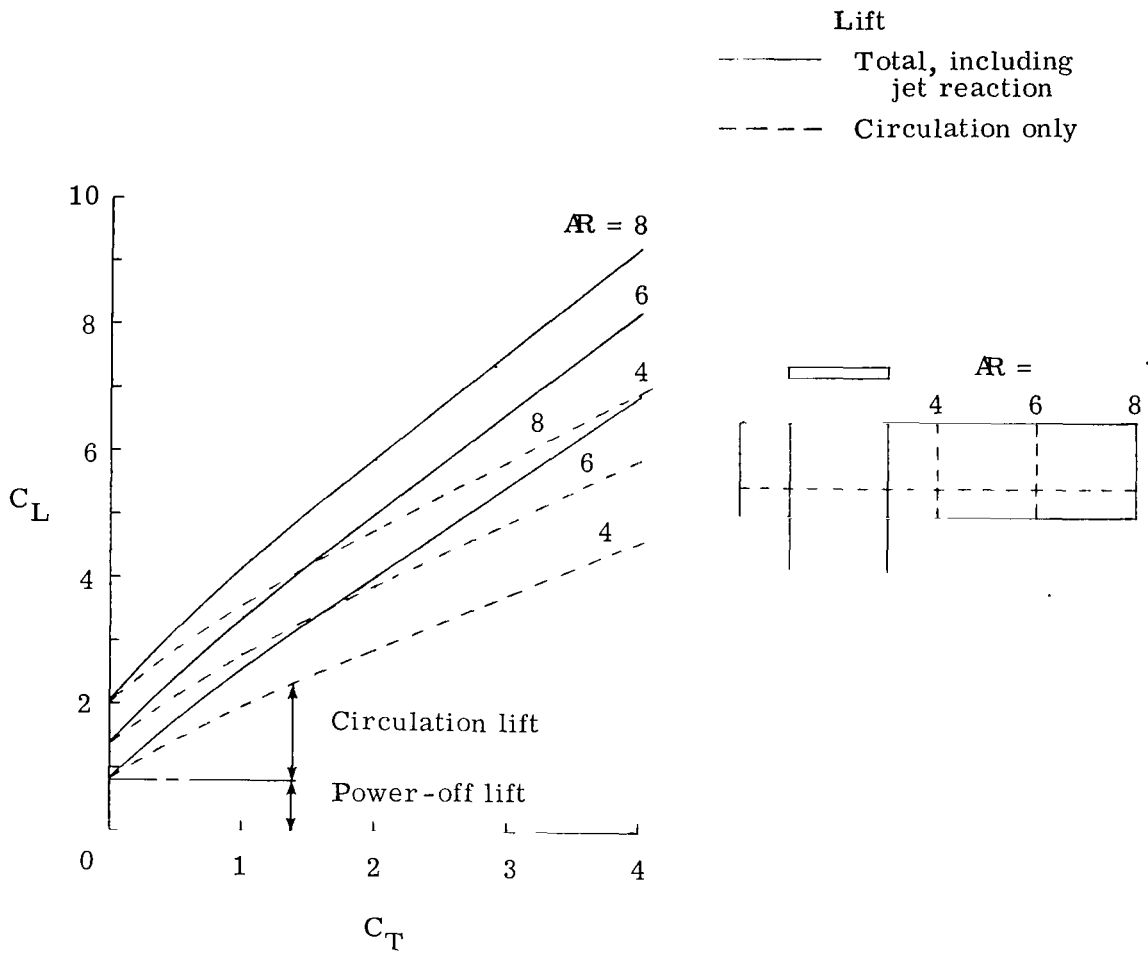 Lift
Total, including
jet reaction
Circulation only
10
8
6
4
2
0
C_L
AR = 8
6
4
8
6
4
Circulation lift
Power-off lift
1
2
3
4
C_T
AR =
4
6
8